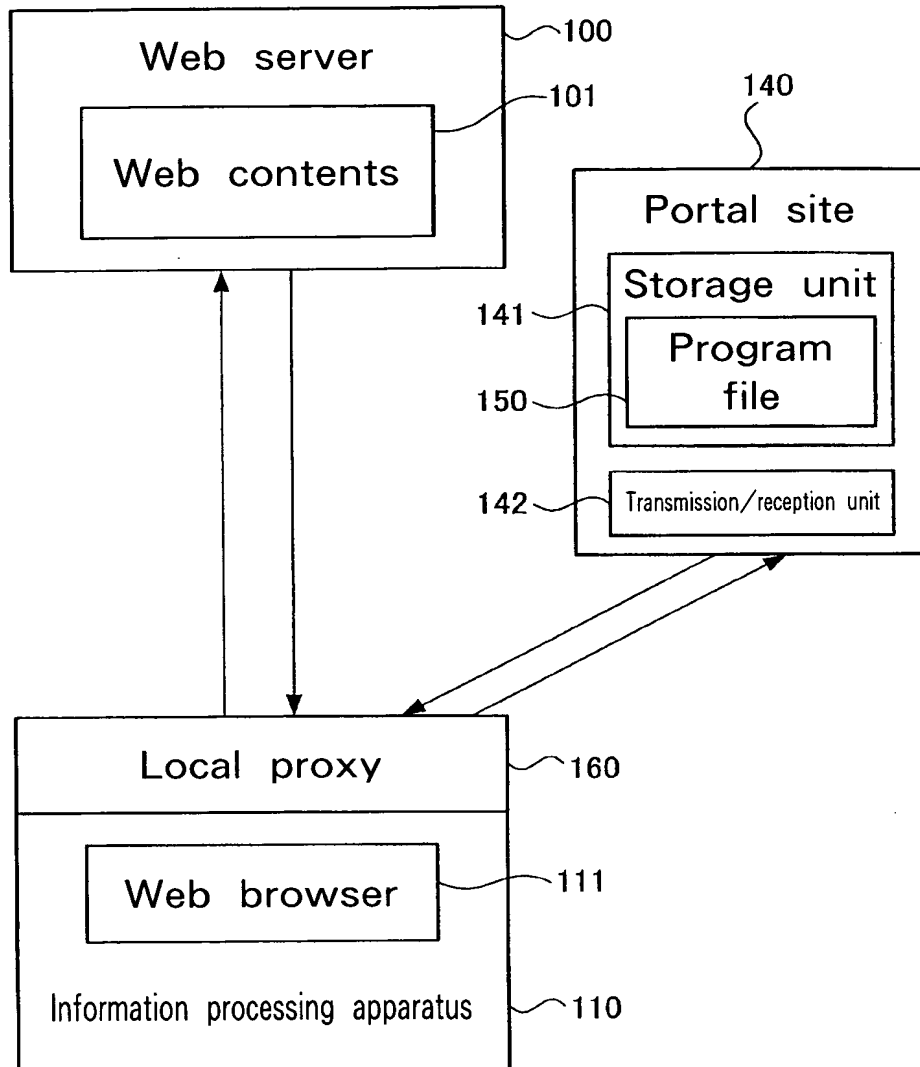 Web server
100
Web contents
101
140
Portal site
Storage unit
141
Program
file
150
Transmission/reception unit
142
Local proxy
160
Web browser
111
Information processing apparatus
110